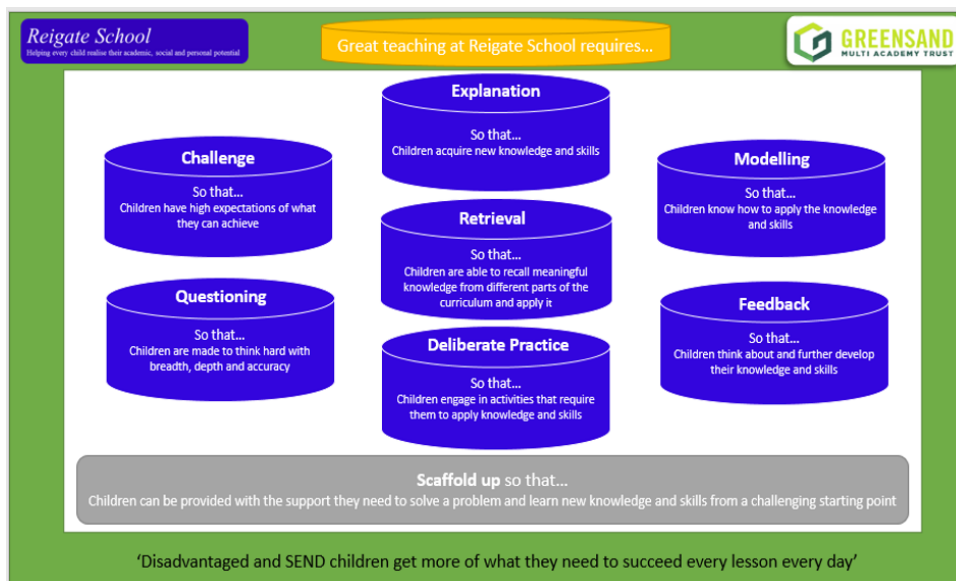 Reigate School
Helping every child realise their academic, social and personal potential
Great teaching at Reigate School requires...
GREENSAND
MULTI ACADEMY TRUST
Explanation
So that...
Children acquire new knowledge and skills
Challenge
So that...
Children have high expectations of what
they can achieve
Modelling
So that...
Children know how to apply the knowledge
and skills
Retrieval
So that...
Children are able to recall meaningful
knowledge from different parts of the
curriculum and apply it
Questioning
So that...
Children are made to think hard with
breadth, depth and accuracy
Feedback
So that...
Children think about and further develop
their knowledge and skills
Deliberate Practice
So that...
Children engage in activities that require
them to apply knowledge and skills
Scaffold up so that...
Children can be provided with the support they need to solve a problem and learn new knowledge and skills from a challenging starting point
‘Disadvantaged and SEND children get more of what they need to succeed every lesson every day’